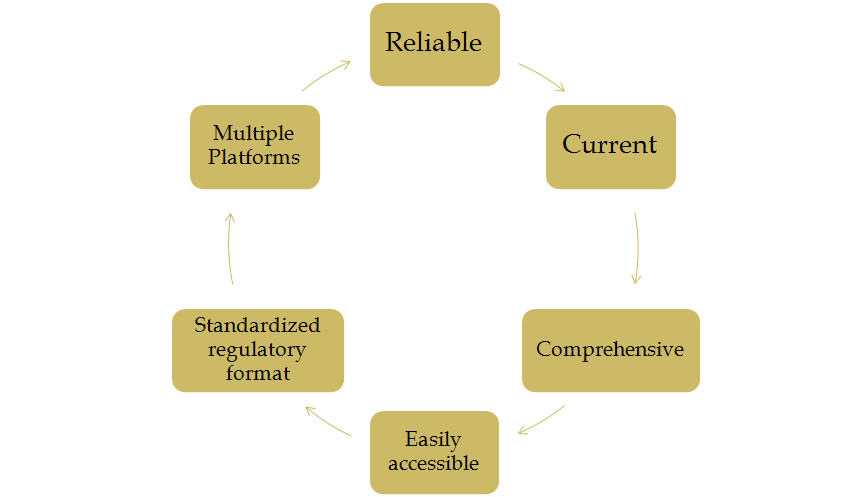 Reliable
Current
Comprehensive
Easily
accessible
Standardized
regulatory
format
Multiple
Platforms